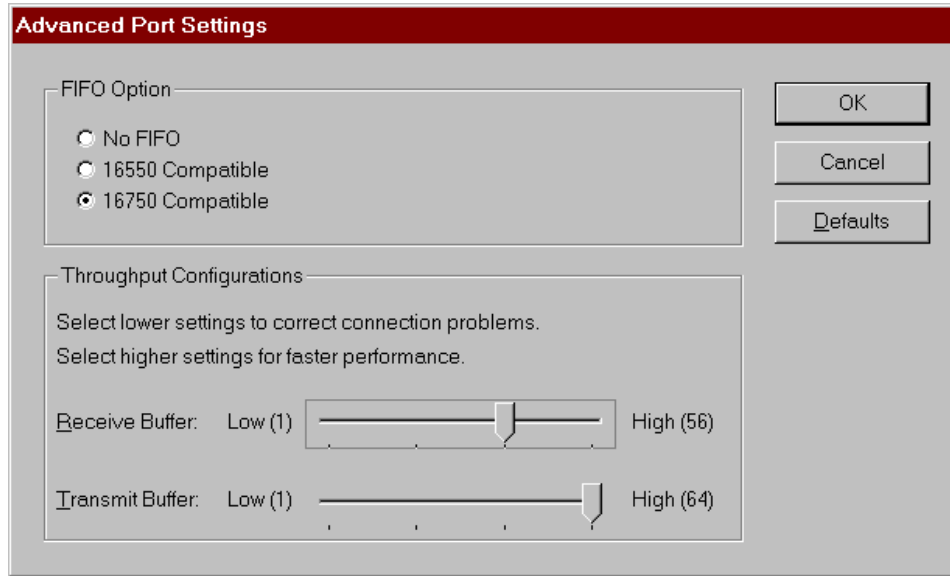 Advanced Port Settings
FIFO Option
No FIFO
16550 Compatible
16750 Compatible
OK
Cancel
Defaults
Throughput Configurations
Select lower settings to correct connection problems.
Select higher settings for faster performance.
Receive Buffer: Low (1) High (56)
Transmit Buffer: Low (1) High (64)